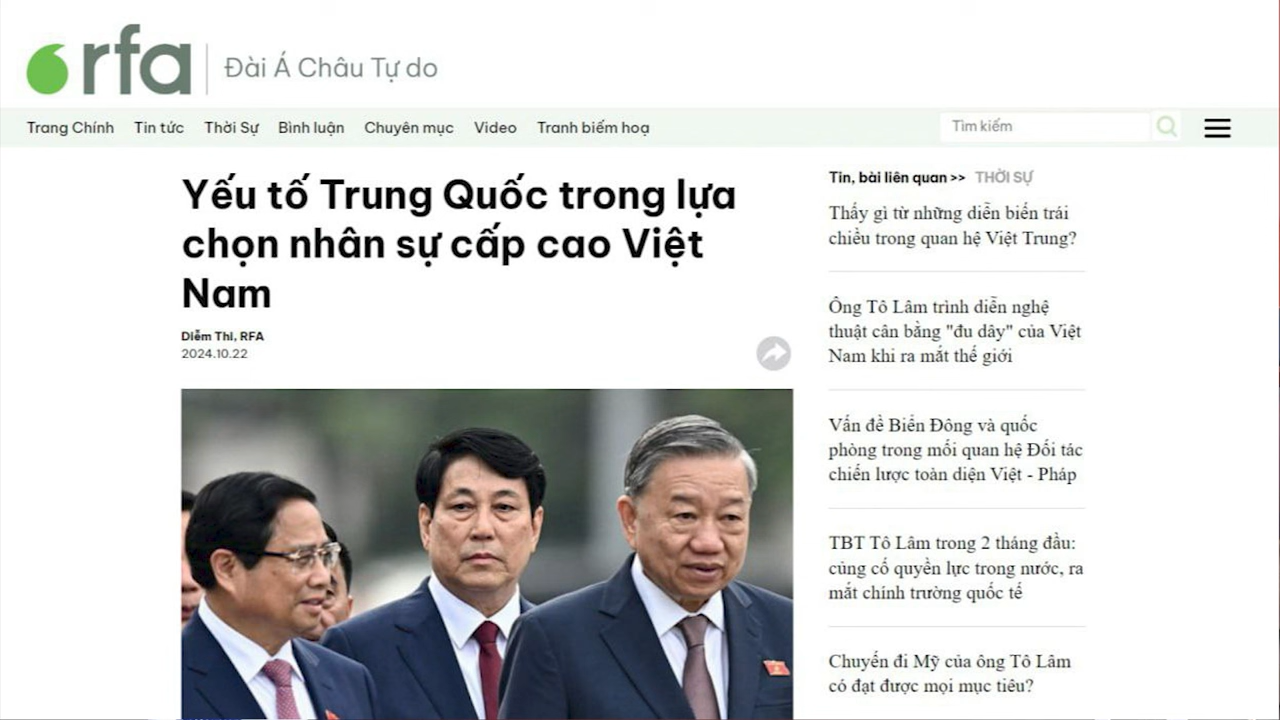 rfa
Đài Á Châu Tự do
Trang Chính Tin tức Thời Sự Bình luận Chuyên mục Video Tranh biếm hoạ
Tìm kiếm
Yếu tố Trung Quốc trong lựa
chọn nhân sự cấp cao Việt
Nam
Diễm Thi, RFA
2024.10.22
Tin, bài liên quan >> THỜI SỰ
Thấy gì từ những diễn biến trái
chiều trong quan hệ Việt Trung?
Ông Tô Lâm trình diễn nghệ
thuật cân bằng "đu dây" của Việt
Nam khi ra mắt thế giới
Vấn đề Biển Đông và quốc
phòng trong mối quan hệ Đối tác
chiến lược toàn diện Việt - Pháp
TBT Tô Lâm trong 2 tháng đầu:
củng cố quyền lực trong nước, ra
mắt chính trường quốc tế
Chuyến đi Mỹ của ông Tô Lâm
có đạt được mọi mục tiêu?